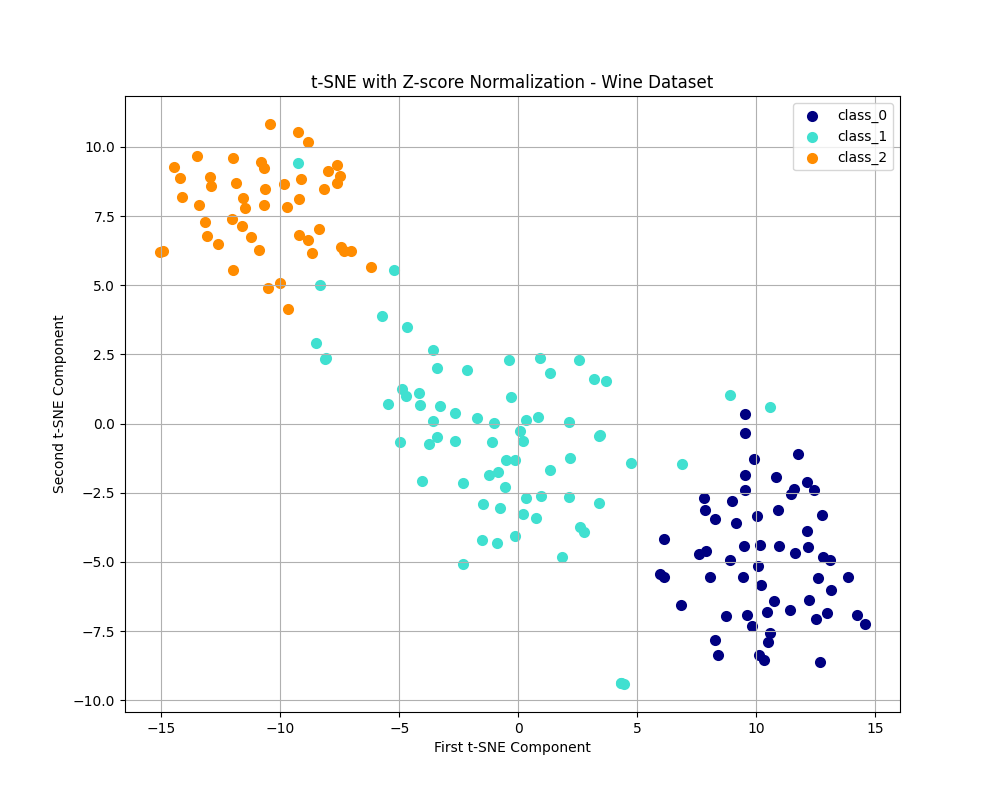 t-SNE with Z-score Normalization - Wine Dataset
class_0
class_1
class_2
10.0
7.5
5.0
2.5
0.0
−2.5
−5.0
−7.5
−10.0
Second t-SNE Component
−15
−10
−5
0
5
10
15
First t-SNE Component